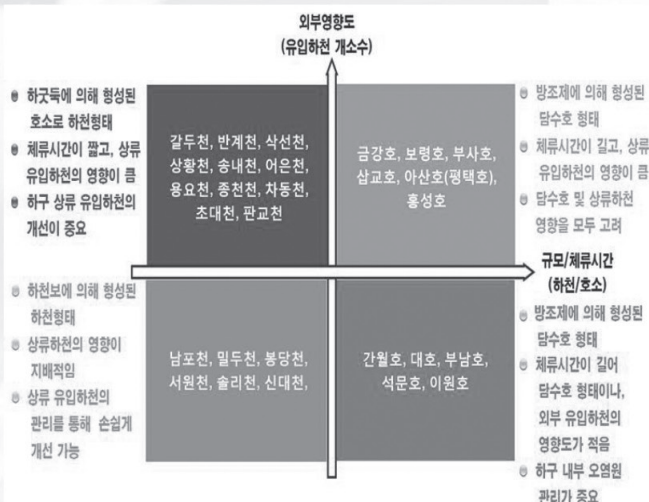 외부영향도
(유입하천 개소수)
하굿둑에 의해 형성된
호소로 하천형태
체류시간이 짧고, 상류
유입하천의 영향이 큼
하구 상류 유입하천의
개선이 중요
갈두천, 반계천, 삭선천,
상황천, 송내천, 어은천,
용요천, 종천천, 차동천,
초대천, 판교천
금강호, 보령호, 부사호,
삽교호, 아산호(평택호),
홍성호
방조제에 의해 형성된
담수호 형태
체류시간이 길고, 상류
유입하천의 영향이 큼
담수호 및 상류하천
영향을 모두 고려
규모/체류시간
(하천/호소)
하천보에 의해 형성된
하천형태
상류하천의 영향이
지배적임
상류 유입하천의
관리를 통해 손쉽게
개선 가능
남포천, 밀두천, 봉당천,
서원천, 솔리천, 신대천,
간월호, 대호, 부남호,
석문호, 이원호
방조제에 의해 형성된
담수호 형태
체류시간이 길어
담수호 형태이나,
외부 유입하천의
영향도가 적음
하구 내부 오염원
관리가 중요